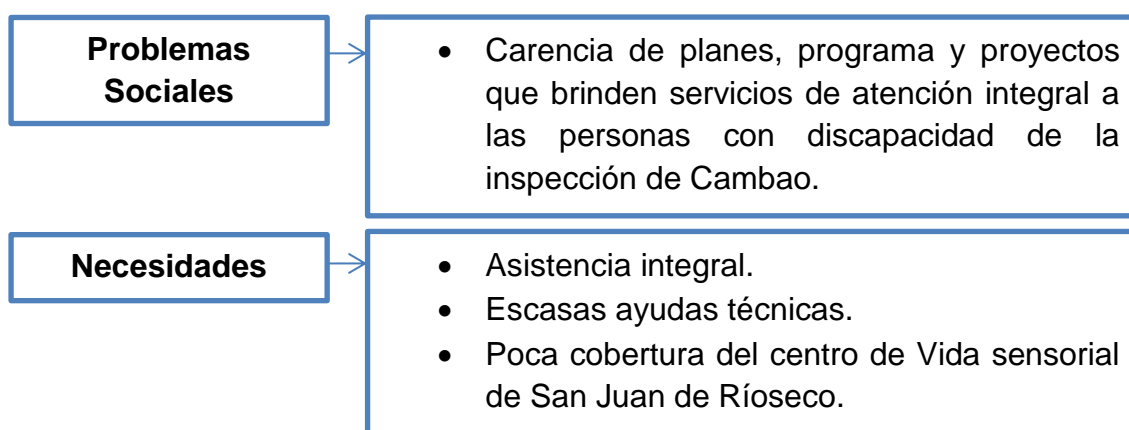 Problemas
Sociales
• Carencia de planes, programa y proyectos
que brinden servicios de atención integral a
las personas con discapacidad de la
inspección de Cambao.
Necesidades
• Asistencia integral.
• Escasas ayudas técnicas.
• Poca cobertura del centro de Vida sensorial
de San Juan de Ríoseco.